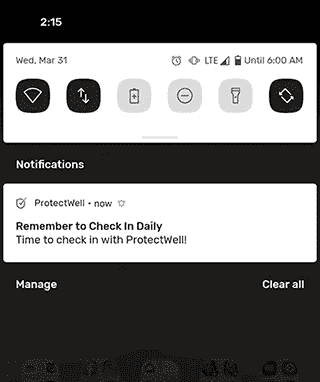 2:15
Wed, Mar 31 LTE Until 6:00 AM
Notifications
ProtectWell • now
Remember to Check In Daily
Time to check in with ProtectWell!
Manage Clear all